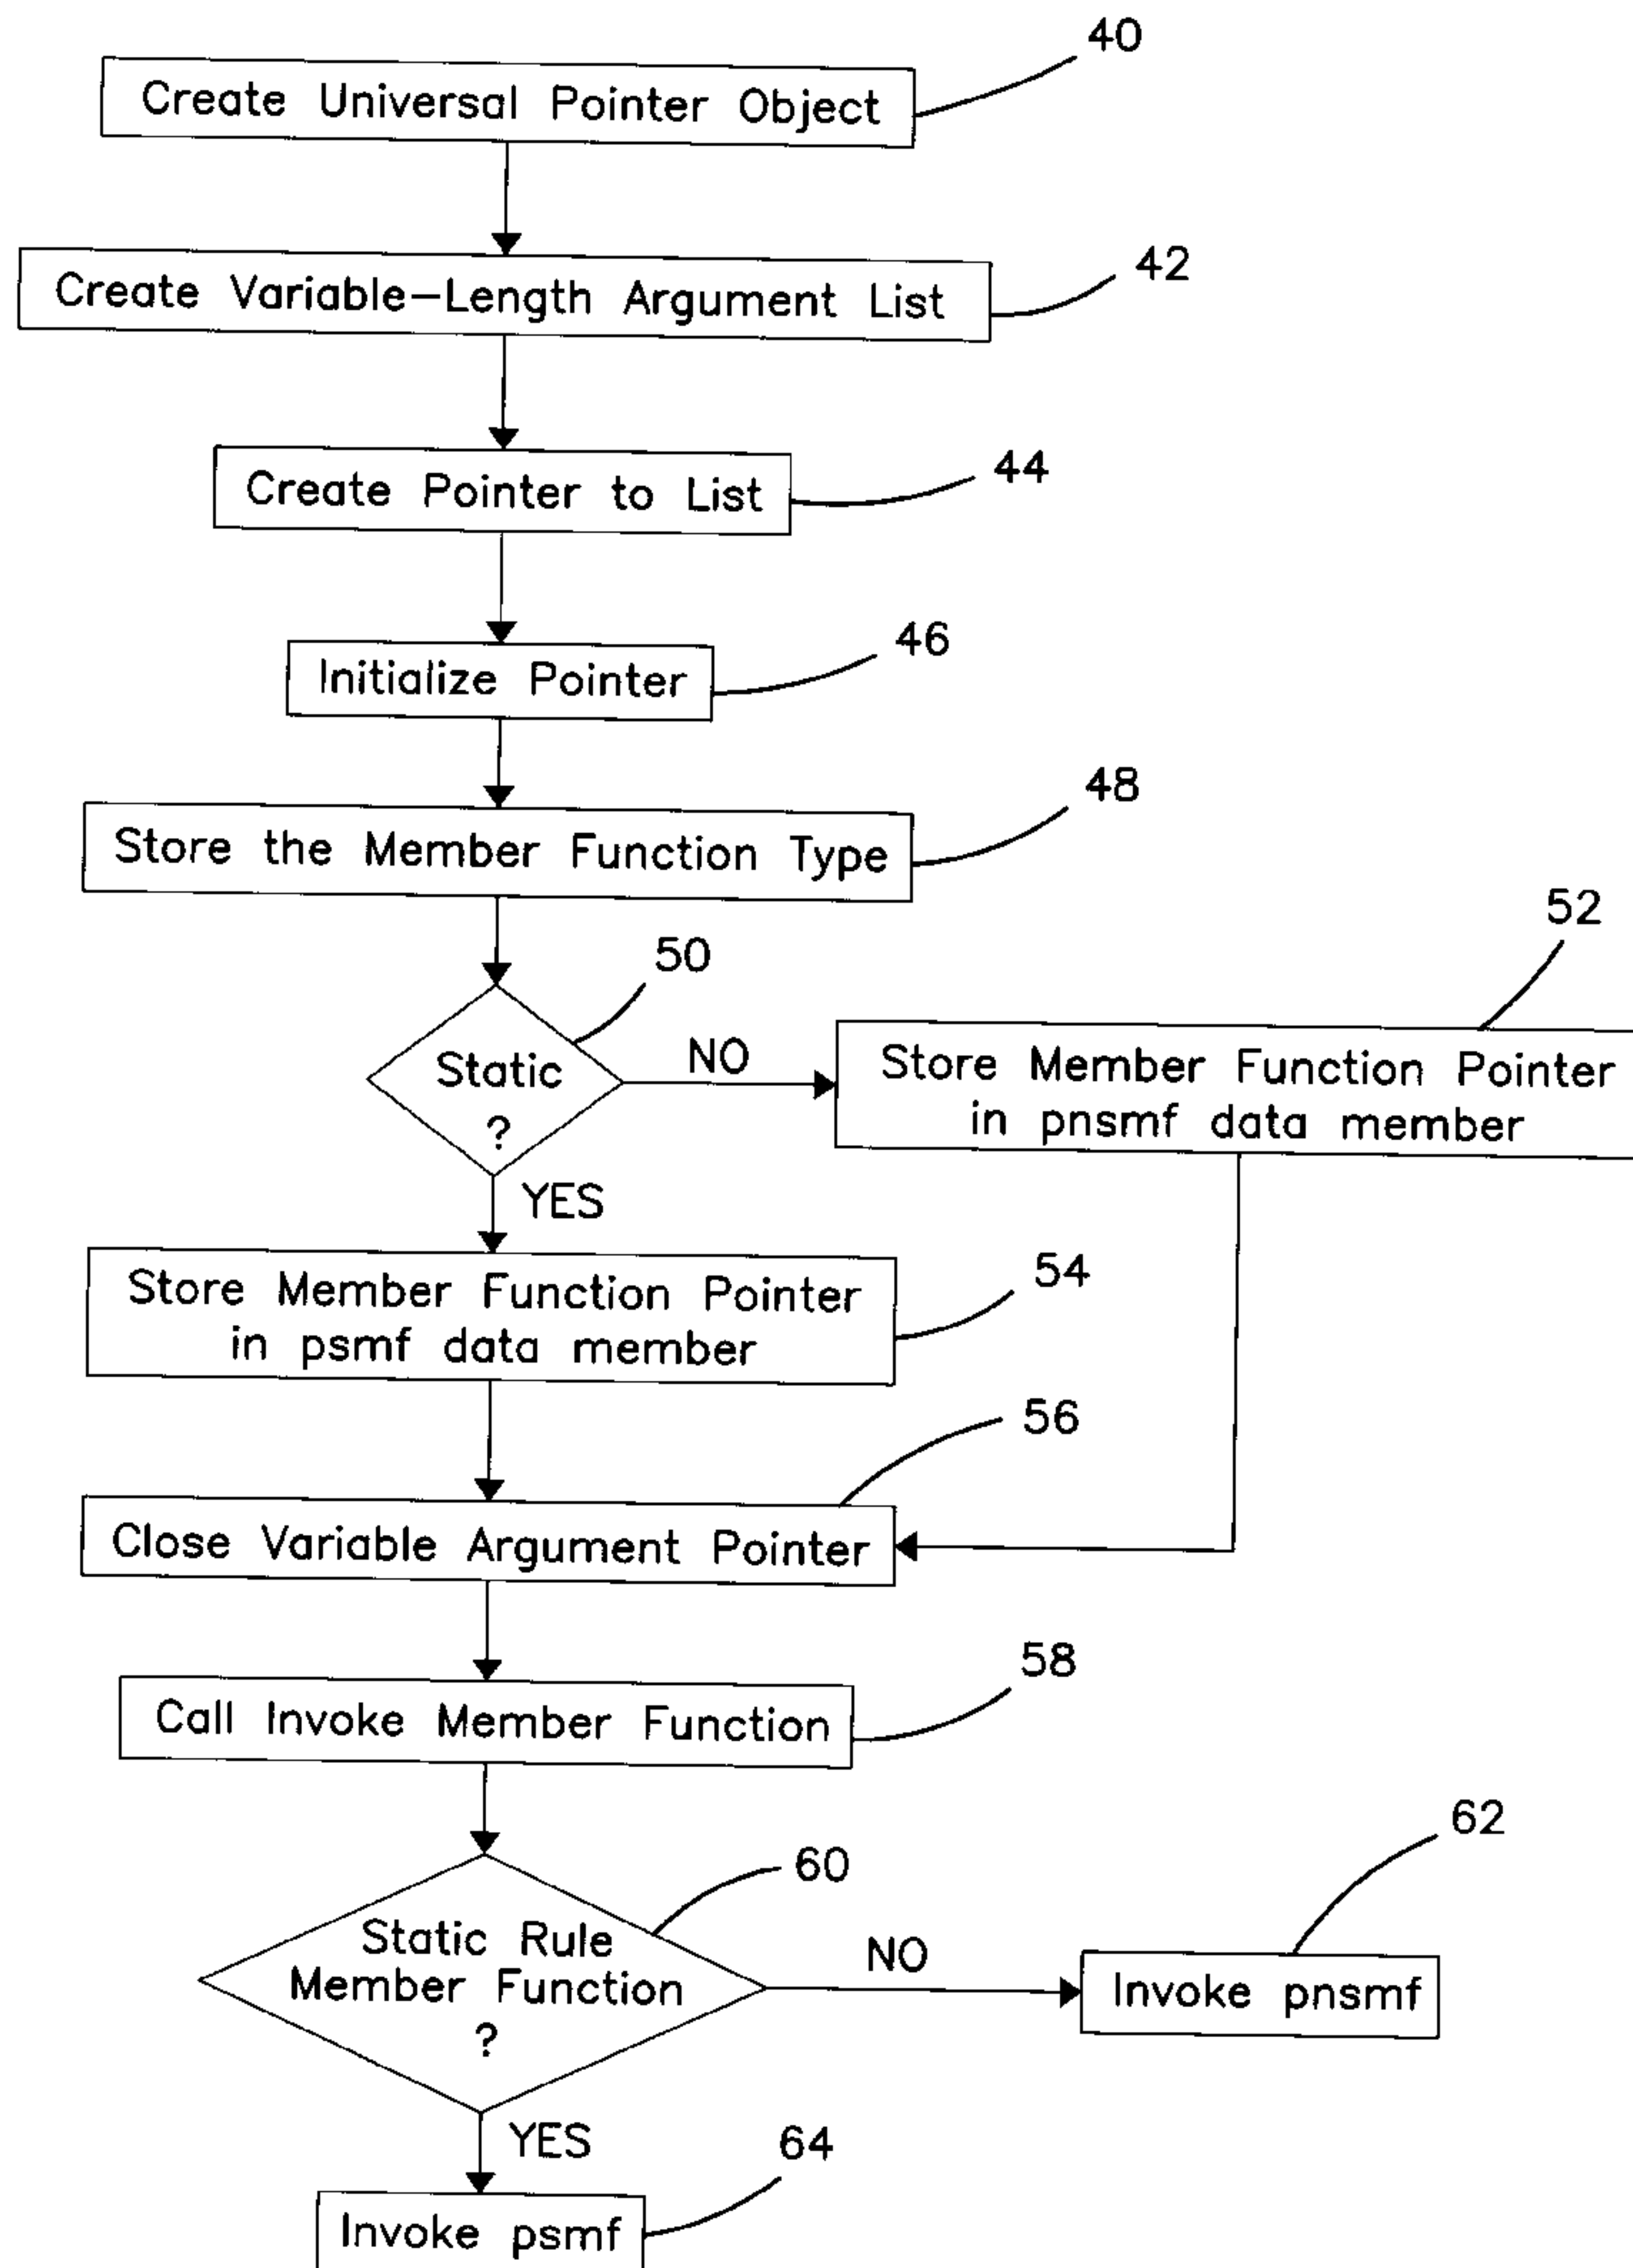 40
Create Universal Pointer Object
42
Create Variable-Length Argument List
44
Create Pointer to List
46
Initialize Pointer
48
Store the Member Function Type
50
52
Static
?
NO
Store Member Function Pointer
in pnsmf data member
YES
54
Store Member Function Pointer
in psmf data member
56
Close Variable Argument Pointer
58
Call Invoke Member Function
60
62
Static Rule
Member Function
?
NO
Invoke pnsmf
YES
64
Invoke psmf